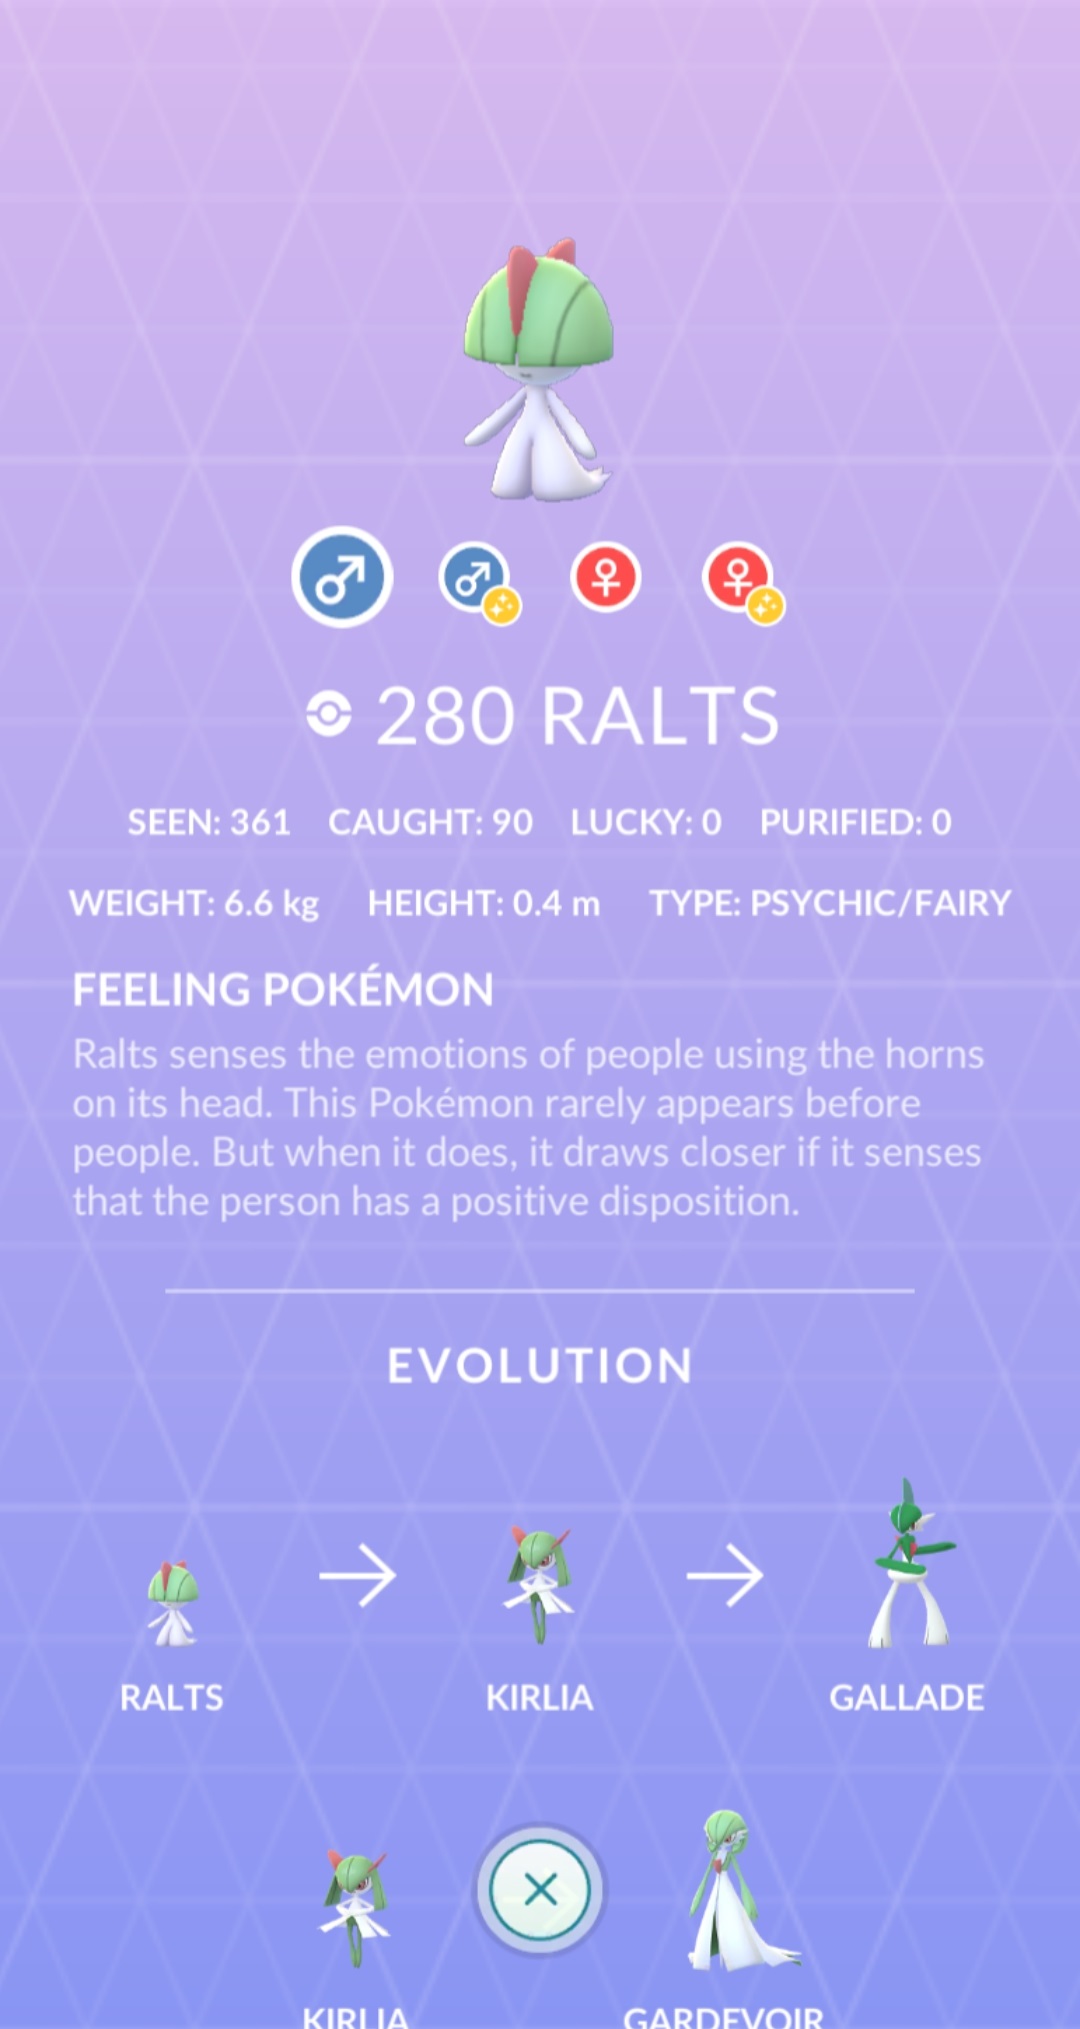 280 RALTS
SEEN: 361 CAUGHT: 90 LUCKY: 0 PURIFIED: 0
WEIGHT: 6.6 kg HEIGHT: 0.4 m TYPE: PSYCHIC/FAIRY
FEELING POKÉMON
Ralts senses the emotions of people using the horns
on its head. This Pokémon rarely appears before
people. But when it does, it draws closer if it senses
that the person has a positive disposition.
EVOLUTION
RALTS KIRLIA GALLADE
KIRLIA GARDEVOIR